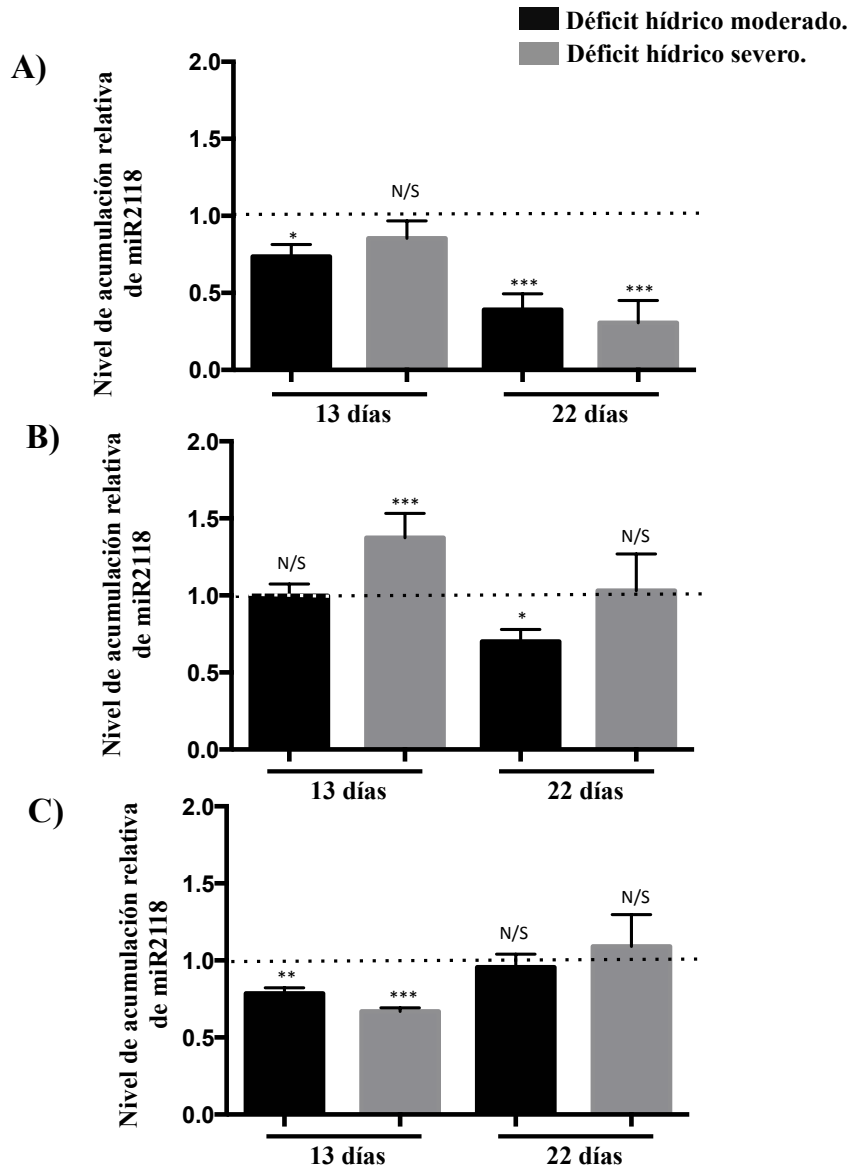 Déficit hídrico moderado.
Déficit hídrico severo.
A)
Nivel de acumulación relativa
de miR2118
2.0
1.5
1.0
0.5
0.0
*
N/S
***
***
13 días
22 días
B)
Nivel de acumulación relativa
de miR2118
2.0
1.5
1.0
0.5
0.0
N/S
***
*
N/S
13 días
22 días
C)
Nivel de acumulación relativa
de miR2118
2.0
1.5
1.0
0.5
0.0
**
***
N/S
N/S
13 días
22 días